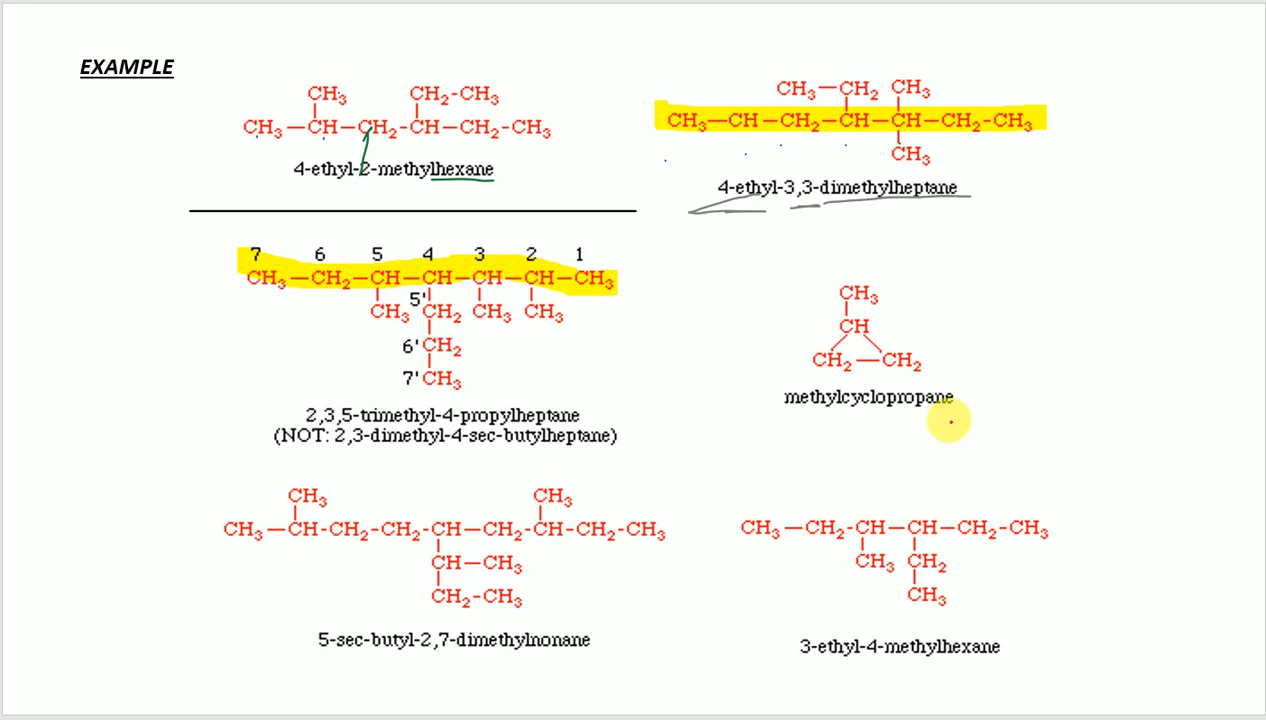 EXAMPLE
CH₃ CH₂-CH₃
CH₃—CH—CH₂—CH—CH₂—CH₃
4-ethyl-2-methylhexane
CH₃—CH₂ CH₃
CH₃—CH—CH₂—CH—CH—CH₂-CH₃
CH₃
4-ethyl-3,3-dimethylheptane
7 6 5 4 3 2 1
CH₃—CH₂—CH—CH—CH—CH—CH₃
CH₃ 5' CH₂ CH₃ CH₃
6' CH₂
7' CH₃
2,3,5-trimethyl-4-propylheptane
(NOT: 2,3-dimethyl-4-sec-butylheptane)
CH₃
CH
CH₂—CH₂
methylcyclopropane
CH₃ CH₃
CH₃—CH-CH₂-CH₂-CH—CH₂-CH—CH₂-CH₃
CH—CH₃
CH₂-CH₃
5-sec-butyl-2,7-dimethylnonane
CH₃—CH₂-CH—CH—CH₂-CH₃
CH₃ CH₂
CH₃
3-ethyl-4-methylhexane